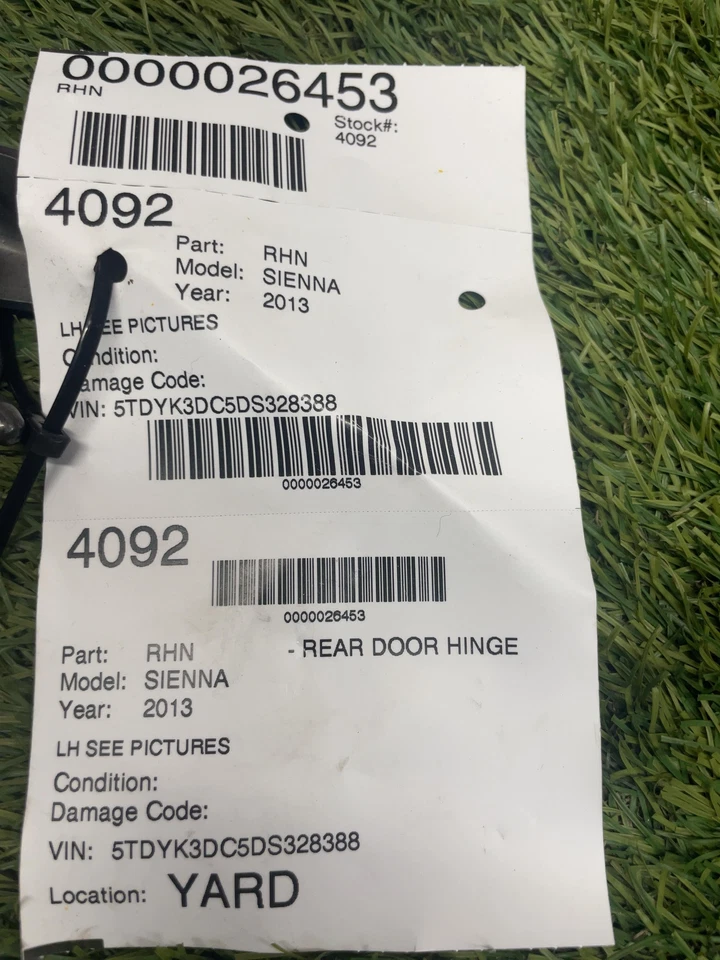 0000026453
RHN
Stock#:
4092
4092
Part: RHN
Model: SIENNA
Year: 2013
LH SEE PICTURES
Condition:
Damage Code:
VIN: 5TDYK3DC5DS328388
0000026453
4092
0000026453
Part: RHN - REAR DOOR HINGE
Model: SIENNA
Year: 2013
LH SEE PICTURES
Condition:
Damage Code:
VIN: 5TDYK3DC5DS328388
Location: YARD